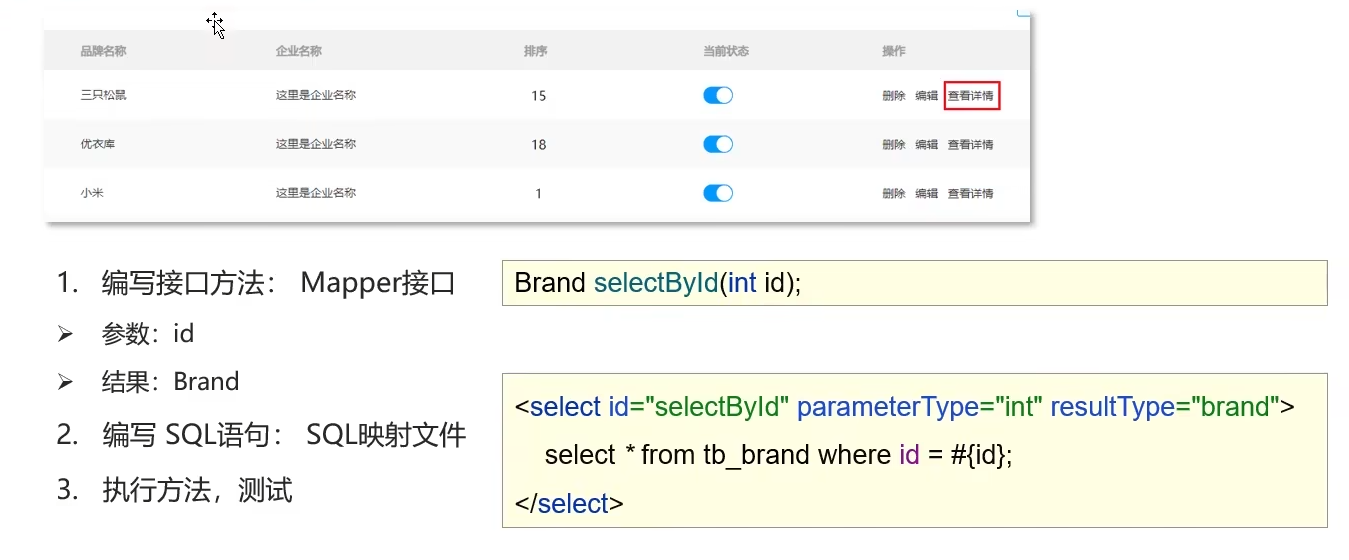 品牌名称 企业名称 排序 当前状态 操作
三只松鼠 这里是企业名称 15 删除 编辑 查看详情
优衣库 这里是企业名称 18 删除 编辑 查看详情
小米 这里是企业名称 1 删除 编辑 查看详情
1. 编写接口方法： Mapper接口
➢ 参数：id
➢ 结果：Brand
2. 编写 SQL语句： SQL映射文件
3. 执行方法，测试
Brand selectById(int id);
<select id="selectById" parameterType="int" resultType="brand">
select * from tb_brand where id = #{id};
</select>